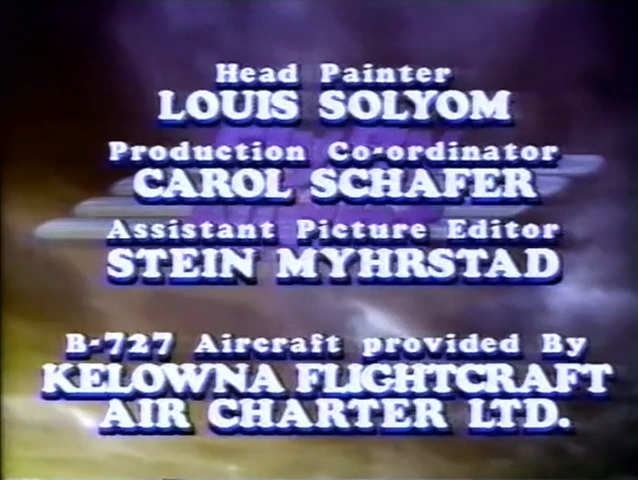 Head Painter
LOUIS SOLYOM
Production Co-ordinator
CAROL SCHAFER
Assistant Picture Editor
STEIN MYHRSTAD
B-727 Aircraft provided By
KELOWNA FLIGHTCRAFT
AIR CHARTER LTD.